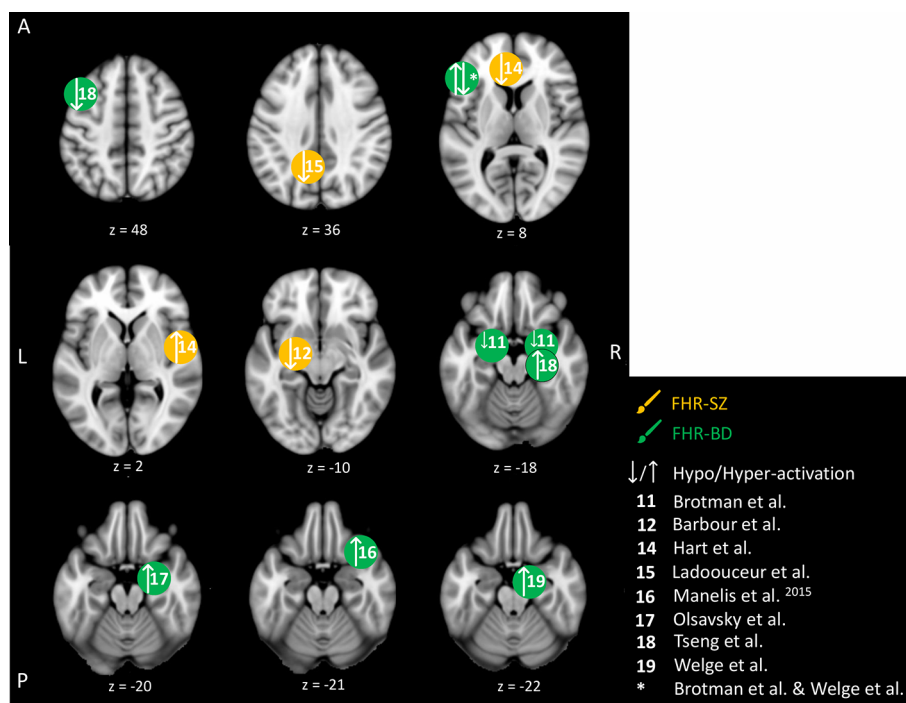 A
18
15
* 14
z = 48 z = 36 z = 8
L
14
12
11 11
18
R
z = 2 z = -10 z = -18
17
16
19
P
z = -20 z = -21 z = -22
FHR-SZ
FHR-BD
↓/↑ Hypo/Hyper-activation
11 Brotman et al.
12 Barbour et al.
14 Hart et al.
15 Ladoouceur et al.
16 Manelis et al. 2015
17 Olsavsky et al.
18 Tseng et al.
19 Welge et al.
* Brotman et al. & Welge et al.